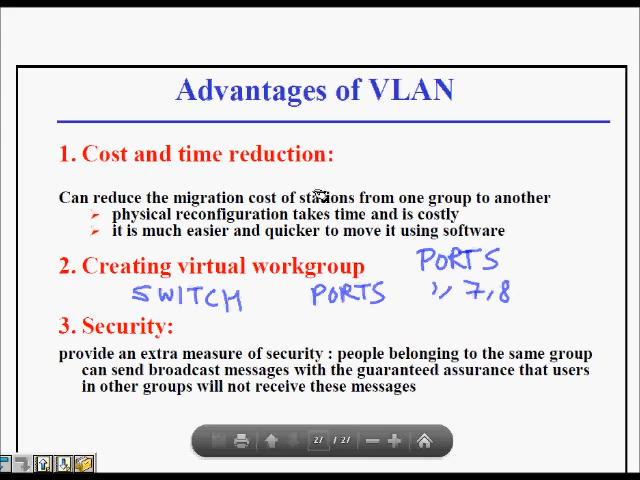 Advantages of VLAN
1. Cost and time reduction:
Can reduce the migration cost of stations from one group to another
physical reconfiguration takes time and is costly
it is much easier and quicker to move it using software
2. Creating virtual workgroup
PORTS
SWITCH PORTS 7, 8
3. Security:
provide an extra measure of security : people belonging to the same group
can send broadcast messages with the guaranteed assurance that users
in other groups will not receive these messages
27 / 27